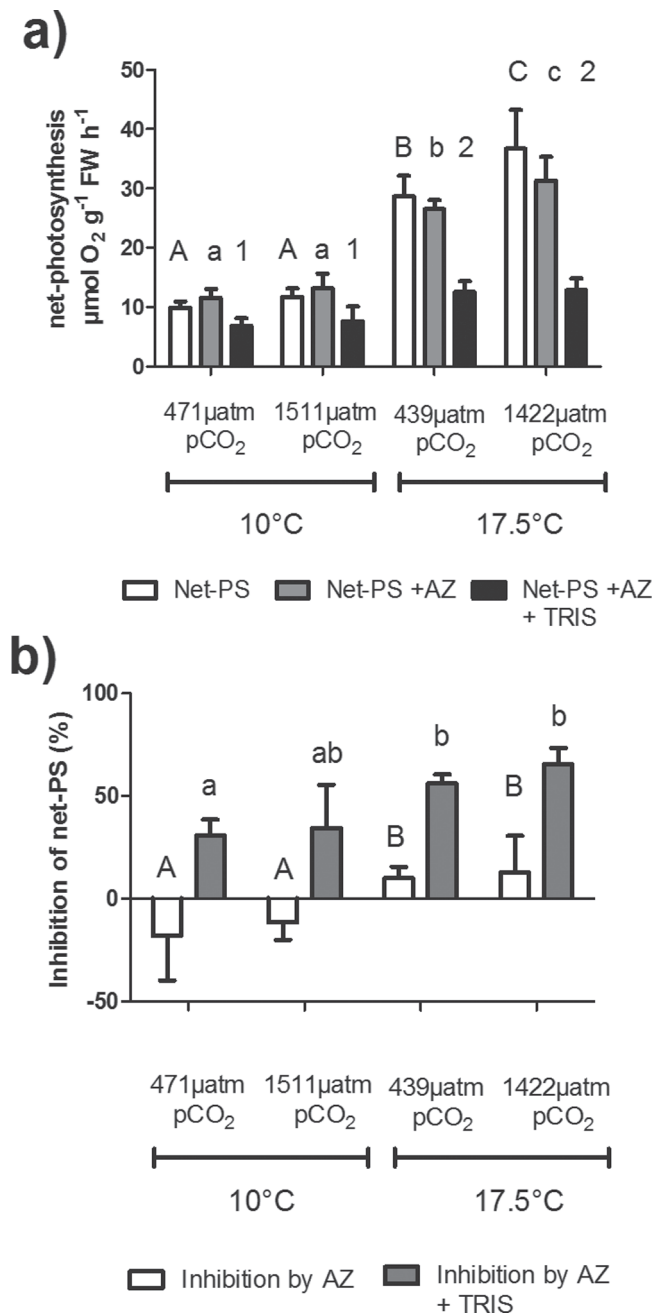 a)
net-photosynthesis
µmol O₂ g⁻¹ FW h⁻¹
50
40
30
20
10
0
A a 1 A a 1 B b 2 C c 2
471µatm 1511µatm 439µatm 1422µatm
pCO₂ pCO₂ pCO₂ pCO₂
10°C 17.5°C
Net-PS Net-PS +AZ Net-PS +AZ
+ TRIS
b)
Inhibition of net-PS (%)
100
50
0
-50
A a A ab B b B b
471µatm 1511µatm 439µatm 1422µatm
pCO₂ pCO₂ pCO₂ pCO₂
10°C 17.5°C
Inhibition by AZ Inhibition by AZ
+ TRIS